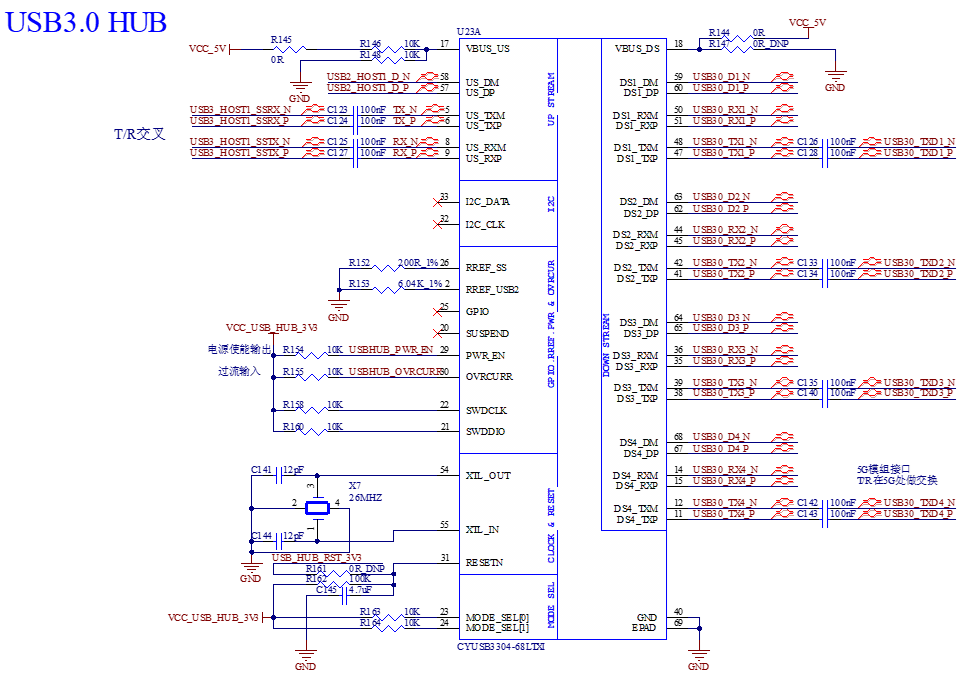 USB3.0 HUB
U23A
VCC_5V
R145
0R
R146
10K
R148
10K
17
VBUS_US
GND
USB2_HOST1_D_N
58
US_DM
USB2_HOST1_D_P
57
US_DP
USB3_HOST1_SSRX_N
C123
100nF
TX_N
5
US_TXM
USB3_HOST1_SSRX_P
C124
100nF
TX_P
6
US_TXP
T/R交叉
USB3_HOST1_SSTX_N
C125
100nF
RX_N
8
US_RXM
USB3_HOST1_SSTX_P
C127
100nF
RX_P
9
US_RXP
UP STREAM
33
I2C_DATA
32
I2C_CLK
I2C
R152
200R_1%
26
RREF_SS
R153
6.04K_1%
2
RREF_USB2
GND
25
GPIO
VCC_USB_HUB_3V3
20
SUSPEND
电源使能输出
R154
10K
USBHUB_PWR_EN
29
PWR_EN
过流输入
R155
10K
USBHUB_OVRCURR
30
OVRCURR
R158
10K
22
SWDCLK
R160
10K
21
SWDDIO
GPIO RREF.PWR & OVRCUR
C141
12pF
54
XTL_OUT
X7
26MHZ
3
2
4
1
C144
12pF
55
XTL_IN
GND
USB_HUB_RST_3V3
31
RESETN
R161
0R_DNP
R162
100K
C145
4.7uF
CLOCK & RESET
VCC_USB_HUB_3V3
R163
10K
23
MODE_SEL[0]
R164
10K
24
MODE_SEL[1]
MODE SEL
GND
CYUSB3304-68LTXI
DOWN STREAM
VCC_5V
VBUS_DS
18
R144
0R
R147
0R_DNP
GND
DS1_DM
59
USB30_D1_N
DS1_DP
60
USB30_D1_P
DS1_RXM
50
USB30_RX1_N
DS1_RXP
51
USB30_RX1_P
DS1_TXM
48
USB30_TX1_N
C126
100nF
USB30_TXD1_N
DS1_TXP
47
USB30_TX1_P
C128
100nF
USB30_TXD1_P
DS2_DM
63
USB30_D2_N
DS2_DP
62
USB30_D2_P
DS2_RXM
44
USB30_RX2_N
DS2_RXP
45
USB30_RX2_P
DS2_TXM
42
USB30_TX2_N
C133
100nF
USB30_TXD2_N
DS2_TXP
41
USB30_TX2_P
C134
100nF
USB30_TXD2_P
DS3_DM
64
USB30_D3_N
DS3_DP
65
USB30_D3_P
DS3_RXM
36
USB30_RX3_N
DS3_RXP
35
USB30_RX3_P
DS3_TXM
39
USB30_TX3_N
C135
100nF
USB30_TXD3_N
DS3_TXP
38
USB30_TX3_P
C140
100nF
USB30_TXD3_P
DS4_DM
68
USB30_D4_N
DS4_DP
67
USB30_D4_P
DS4_RXM
14
USB30_RX4_N
DS4_RXP
15
USB30_RX4_P
5G模组接口
T/R在5G处做交换
DS4_TXM
12
USB30_TX4_N
C142
100nF
USB30_TXD4_N
DS4_TXP
11
USB30_TX4_P
C143
100nF
USB30_TXD4_P
GND
40
EPAD
69
GND